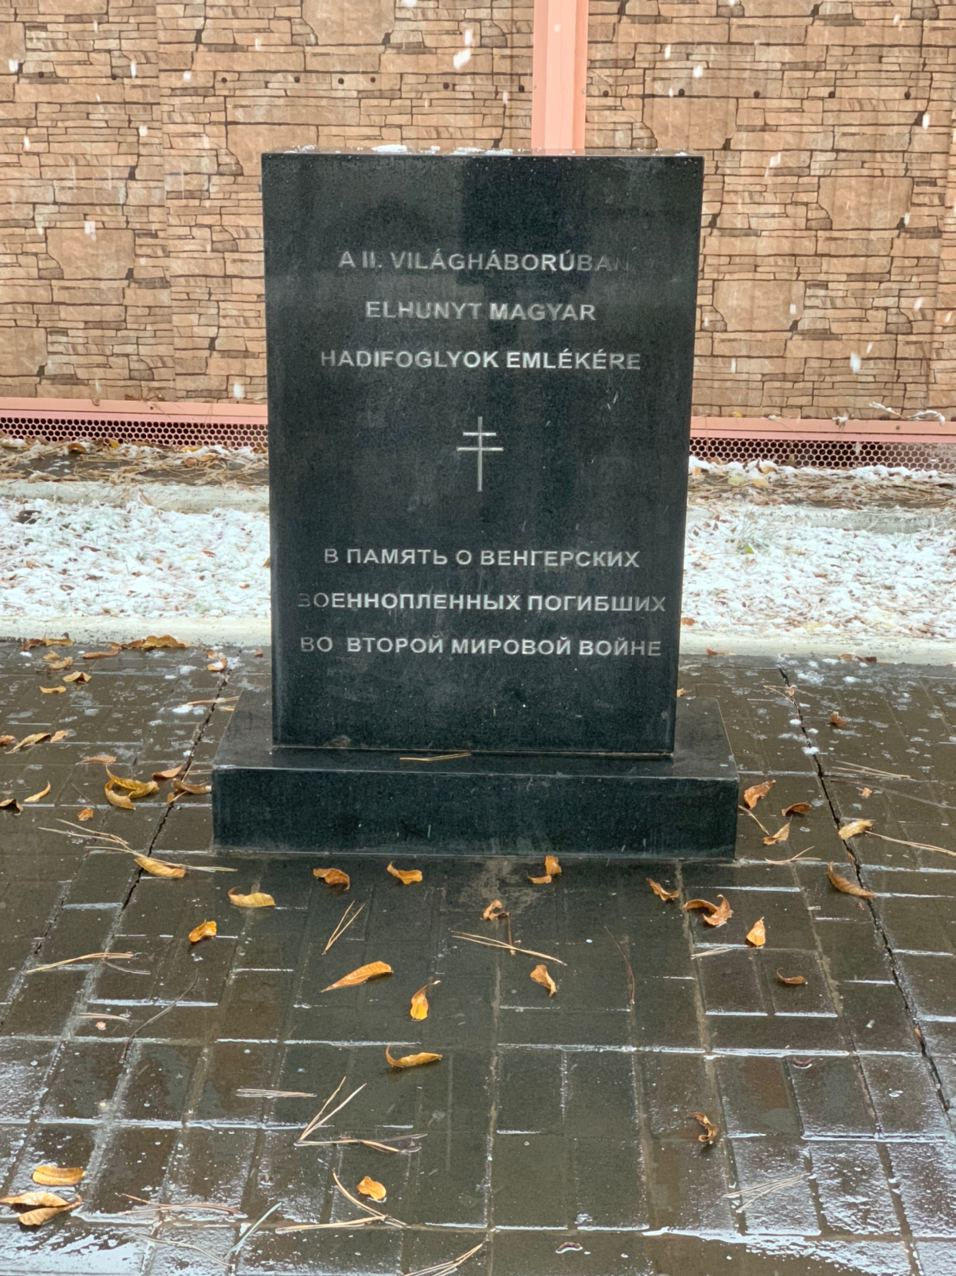 A II. VILÁGHÁBORÚBAN
ELHUNYT MAGYAR
HADIFOGLYOK EMLÉKÉRE
В ПАМЯТЬ О ВЕНГЕРСКИХ
ВОЕННОПЛЕННЫХ ПОГИБШИХ
ВО ВТОРОЙ МИРОВОЙ ВОЙНЕ